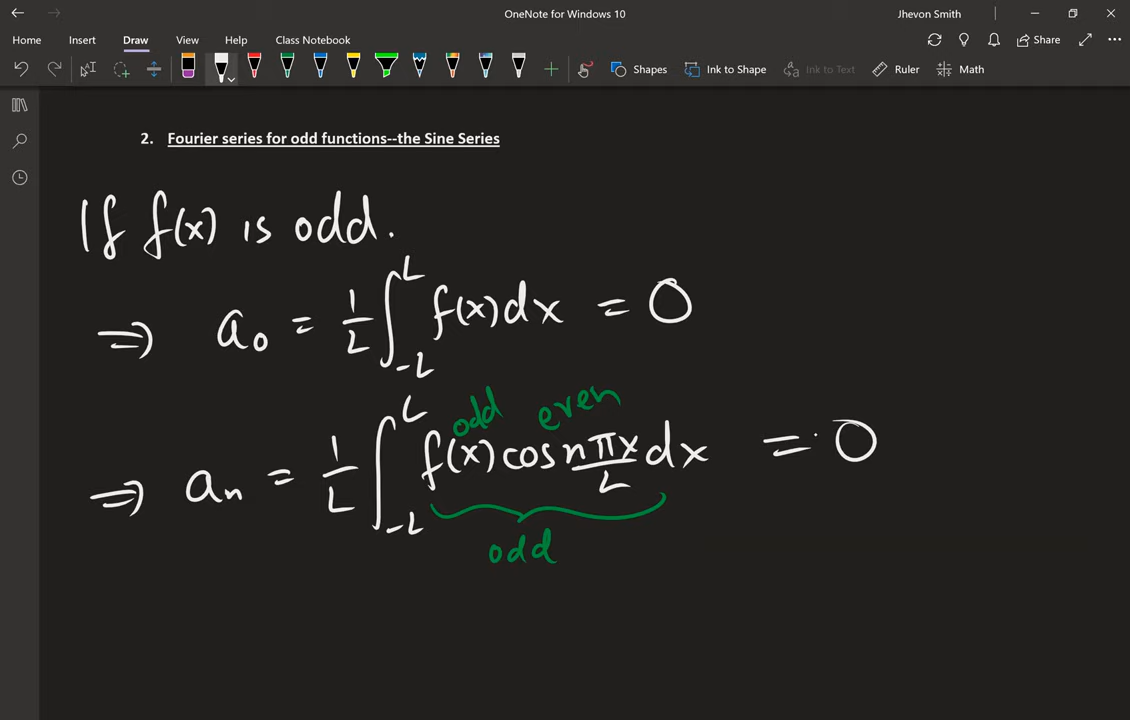 OneNote for Windows 10
Jhevon Smith
Home Insert Draw View Help Class Notebook
Share
Shapes Ink to Shape Ink to Text Ruler Math
2. Fourier series for odd functions--the Sine Series
If f(x) is odd.
⇒ a₀ = 1/L ∫_{-L}^{L} f(x)dx = 0
odd even
⇒ aₙ = 1/L ∫_{-L}^{L} f(x)cos nπx/L dx = 0
odd